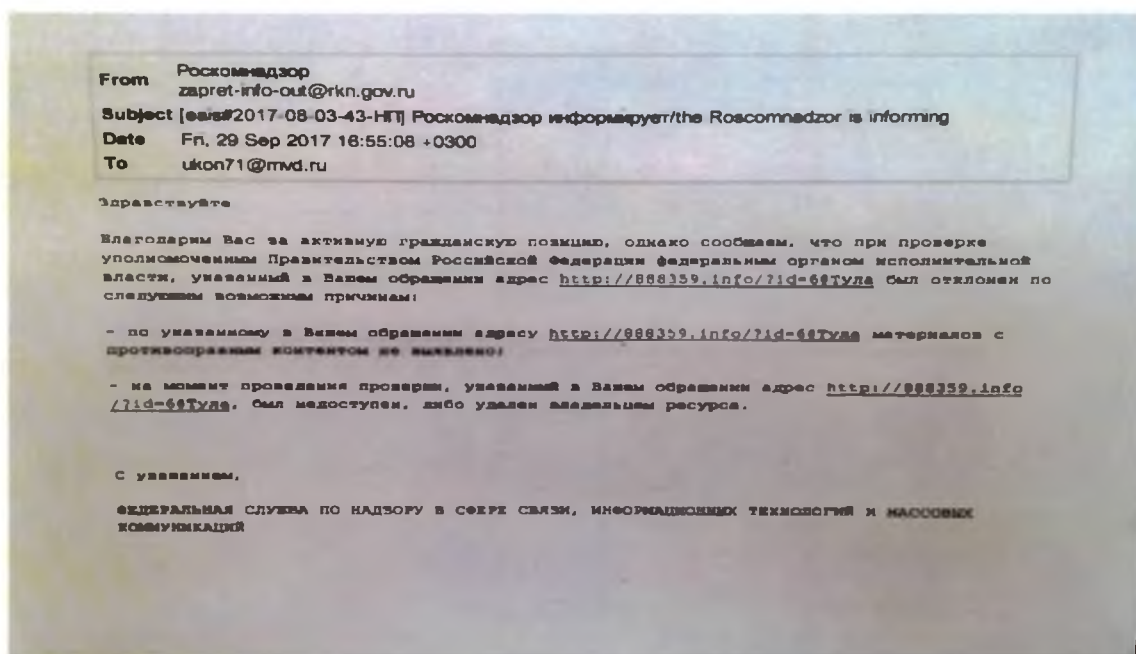 From Роскомнадзор
zapret-info-out@rkn.gov.ru
Subject [eais#2017-08-03-43-НП] Роскомнадзор информирует/the Roscomnadzor is informing
Date Fri, 29 Sep 2017 16:55:08 +0300
To ukon71@mvd.ru
Здравствуйте
Благодарим Вас за активную гражданскую позицию, однако сообщаем, что при проверке
уполномоченным Правительством Российской Федерации федеральным органом исполнительной
власти, указанный в Вашем обращении адрес http://888359.info/?id=6#Тула был отклонен по
следующим возможным причинам:
- по указанному в Вашем обращении адресу http://888359.info/?id=6#Тула материалов с
противоправным контентом не выявлено;
- на момент проведения проверки, указанный в Вашем обращении адрес http://888359.info
/?id=6#Тула, был недоступен, либо удален владельцем ресурса.
С уважением,
ФЕДЕРАЛЬНАЯ СЛУЖБА ПО НАДЗОРУ В СФЕРЕ СВЯЗИ, ИНФОРМАЦИОННЫХ ТЕХНОЛОГИЙ И МАССОВЫХ
КОММУНИКАЦИЙ